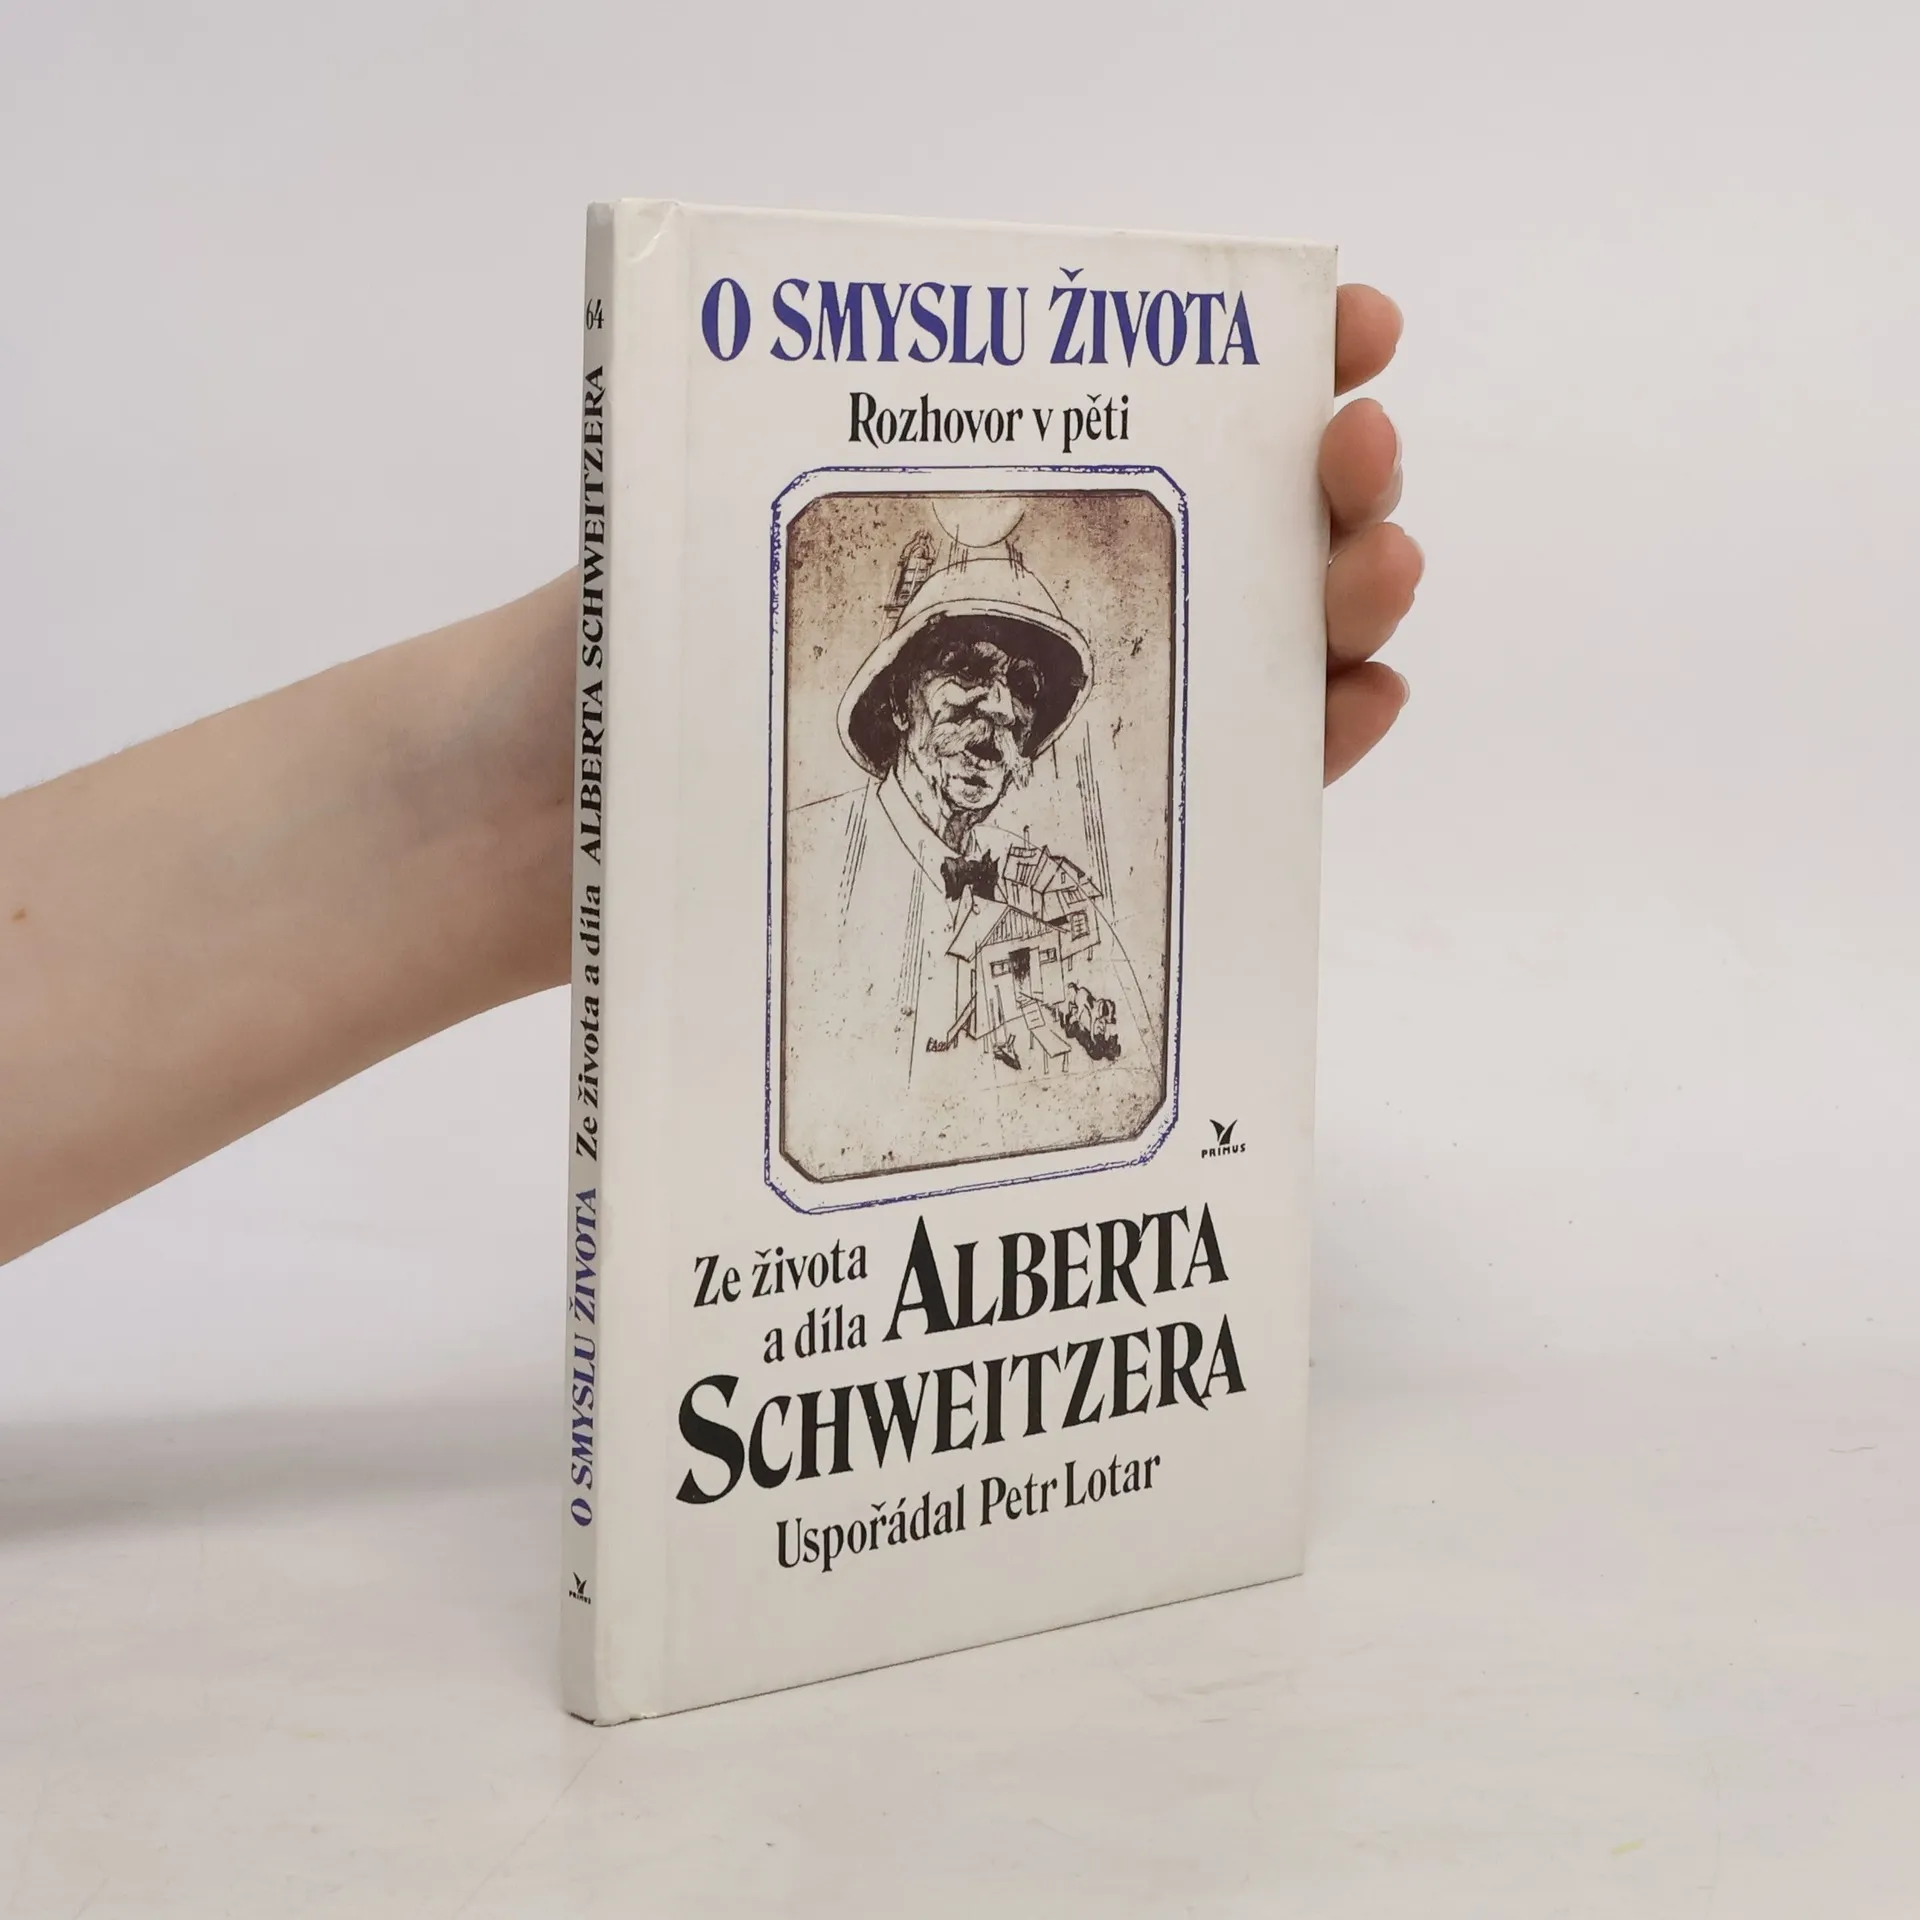 O SMYSLU ŽIVOTA
Rozhovor v pěti
PRIMUS
Ze života
a díla ALBERTA
SCHWEITZERA
Uspořádal Petr Lotar
O SMYSLU ŽIVOTA Ze života a díla ALBERTA SCHWEITZERA 64
PRIMUS